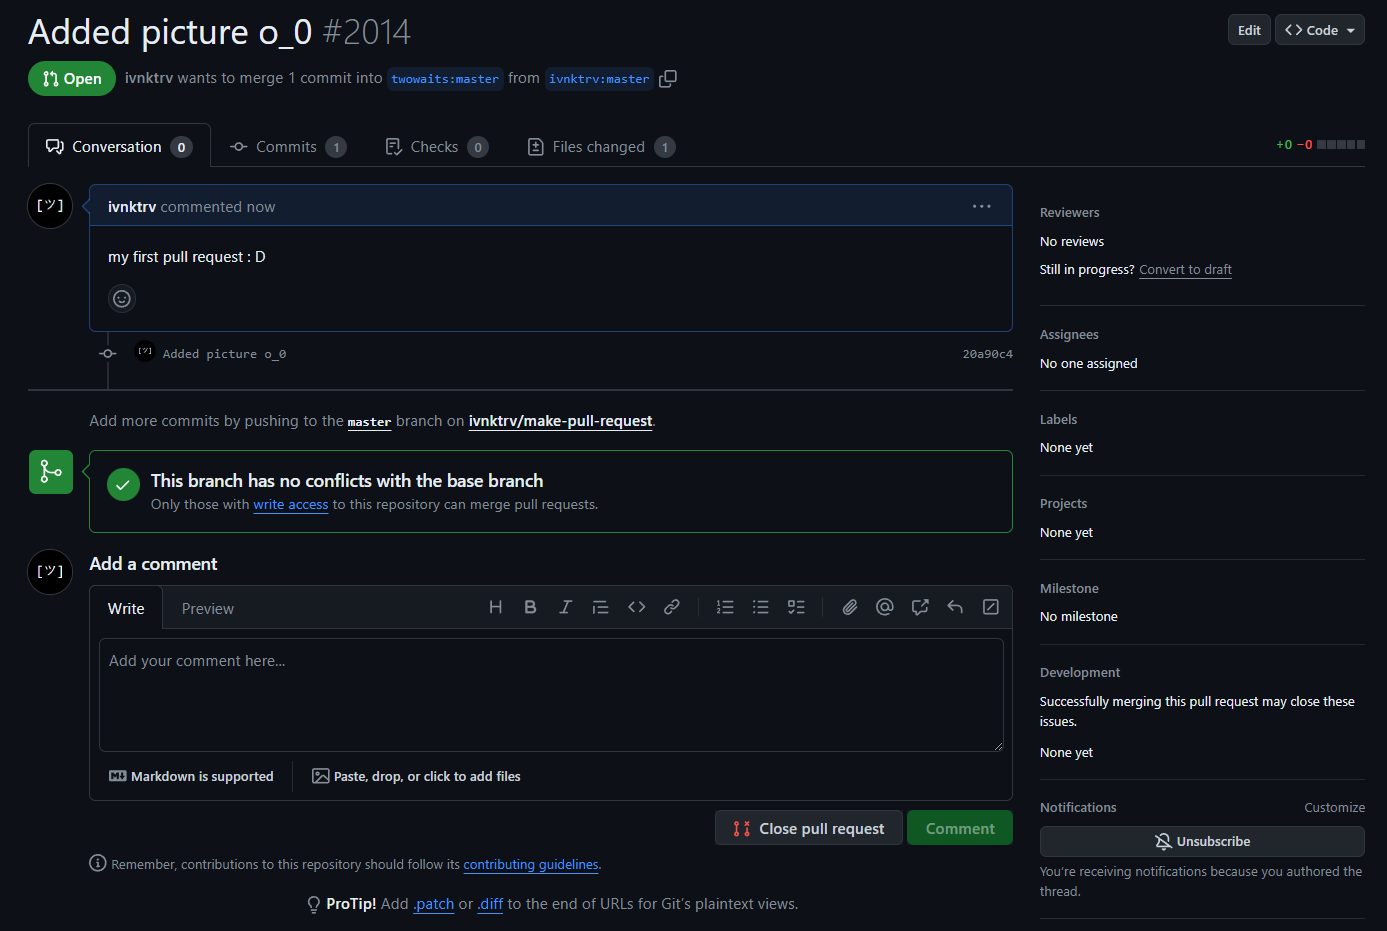 Added picture o_0 #2014
Edit
Code
Open
ivnktrv wants to merge 1 commit into twowaits:master from ivnktrv:master
Conversation 0
Commits 1
Checks 0
Files changed 1
+0 −0
[ツ]
ivnktrv commented now
my first pull request : D
[ツ] Added picture o_0
20a90c4
Add more commits by pushing to the master branch on ivnktrv/make-pull-request.
This branch has no conflicts with the base branch
Only those with write access to this repository can merge pull requests.
[ツ]
Add a comment
Write
Preview
Add your comment here...
Markdown is supported
Paste, drop, or click to add files
Close pull request
Comment
Remember, contributions to this repository should follow its contributing guidelines.
ProTip! Add .patch or .diff to the end of URLs for Git’s plaintext views.
Reviewers
No reviews
Still in progress? Convert to draft
Assignees
No one assigned
Labels
None yet
Projects
None yet
Milestone
No milestone
Development
Successfully merging this pull request may close these
issues.
None yet
Notifications
Customize
Unsubscribe
You’re receiving notifications because you authored the
thread.